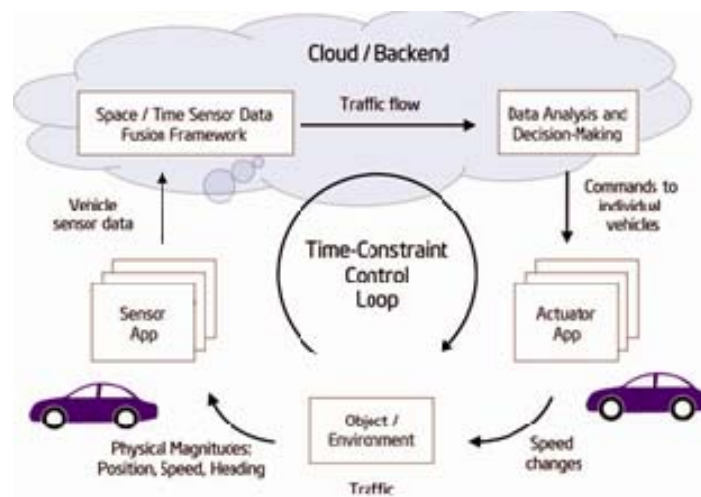 Cloud / Backend
Space / Time Sensor Data
Fusion Framework
Traffic flow
Data Analysis and
Decision-Making
Vehicle
sensor data
Commands to
individual
vehicles
Time-Constraint
Control
Loop
Sensor
App
Actuator
App
Object /
Environment
Physical Magnitudes:
Position, Speed, Heading
Speed
changes
Traffic